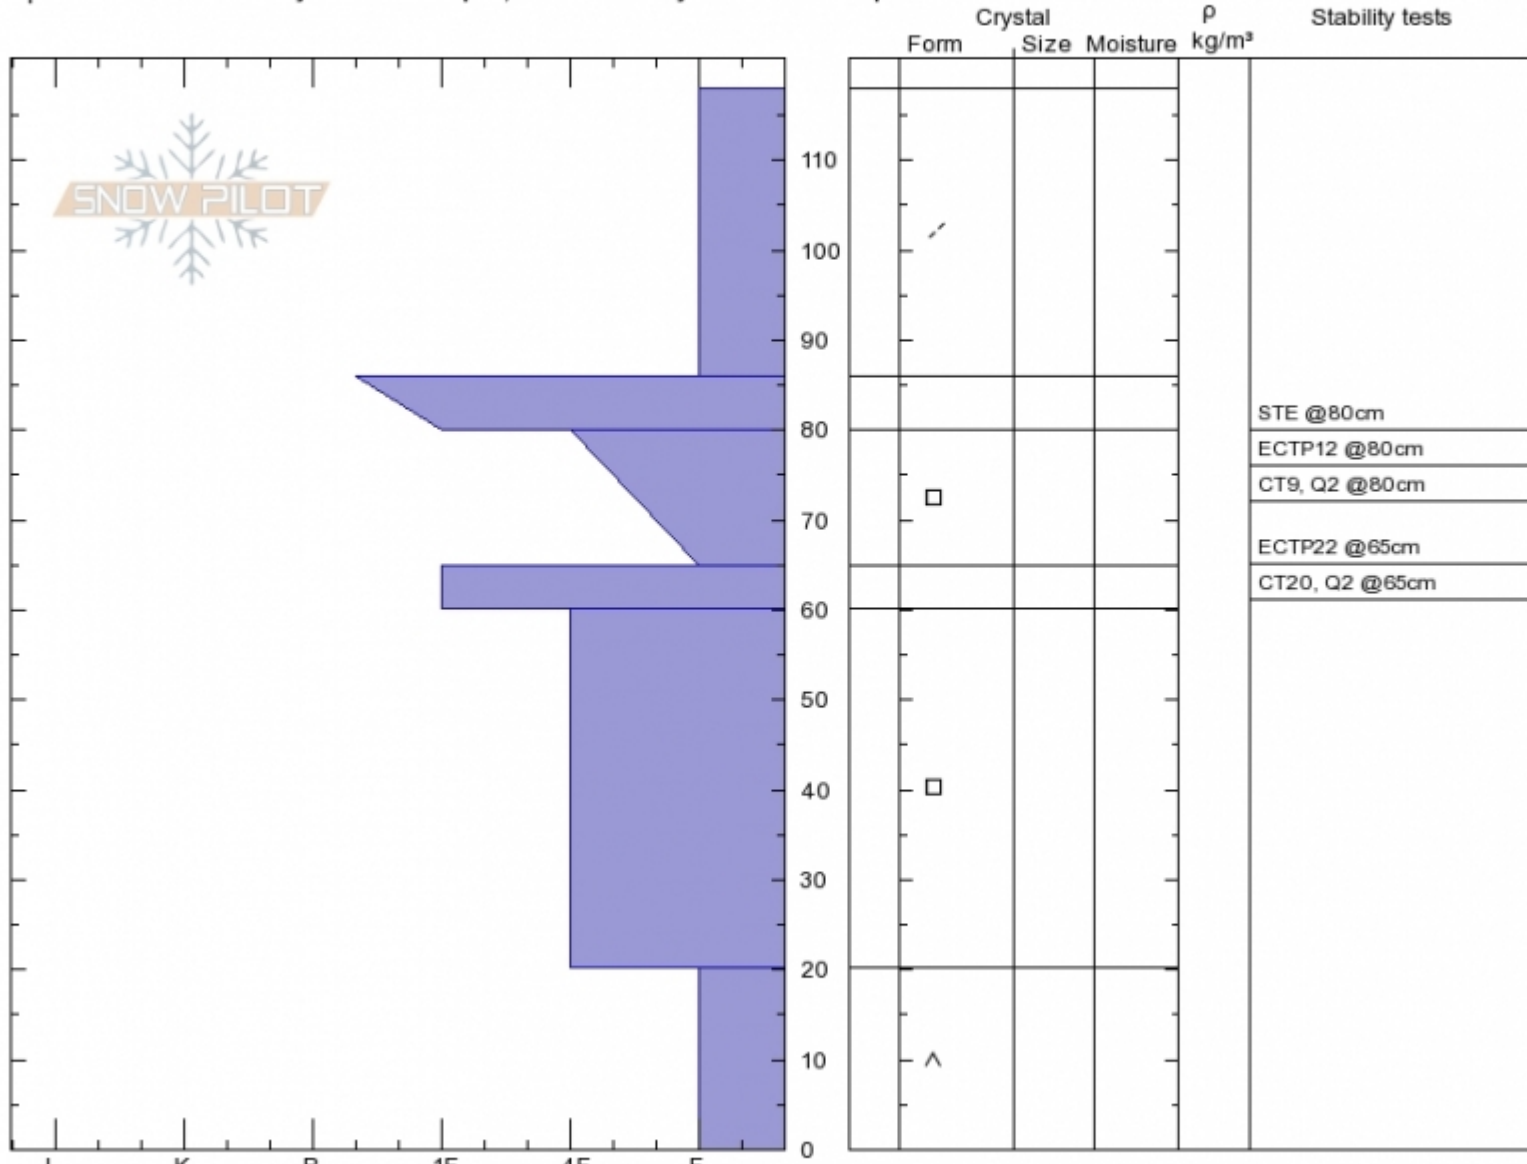 Crystal
ρ
Stability tests
Form
Size
Moisture
kg/m³
SNOW PILOT
110
100
90
80
70
60
50
40
30
20
10
0
STE @80cm
ECTP12 @80cm
CT9, Q2 @80cm
ECTP22 @65cm
CT20, Q2 @65cm